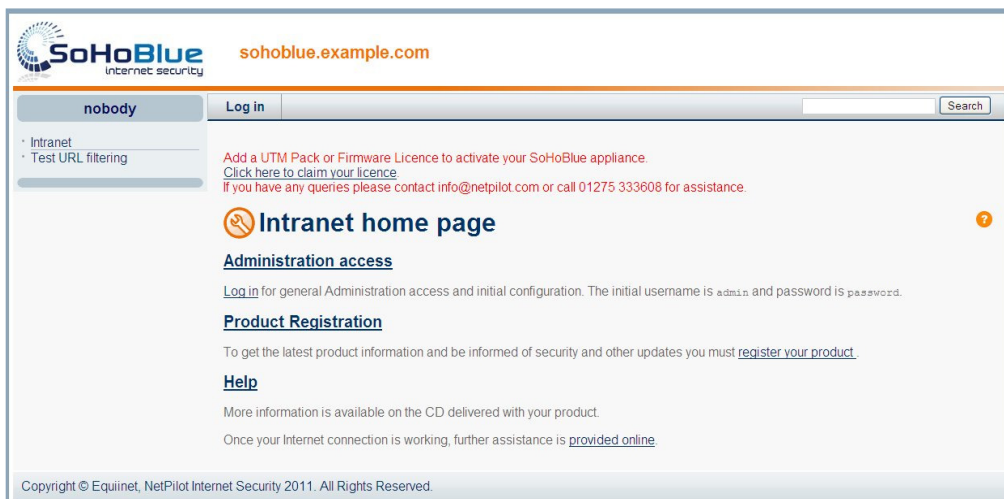 SoHoBlue
internet security
sohoblue.example.com
nobody
Log in
Search
· Intranet
· Test URL filtering
Add a UTM Pack or Firmware Licence to activate your SoHoBlue appliance.
Click here to claim your licence.
If you have any queries please contact info@netpilot.com or call 01275 333608 for assistance.
Intranet home page
?
Administration access
Log in for general Administration access and initial configuration. The initial username is admin and password is password.
Product Registration
To get the latest product information and be informed of security and other updates you must register your product .
Help
More information is available on the CD delivered with your product.
Once your Internet connection is working, further assistance is provided online.
Copyright © Equiinet, NetPilot Internet Security 2011. All Rights Reserved.